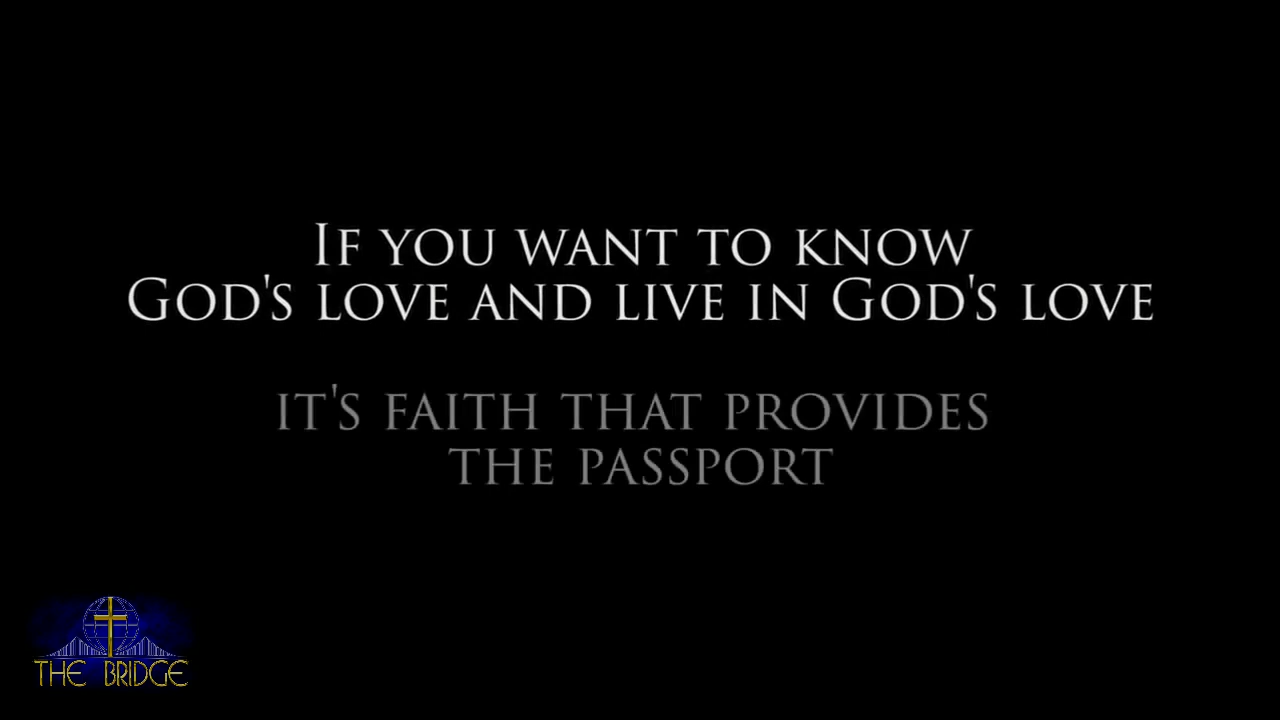 If you want to know
God's love and live in God's love
it's faith that provides
the passport
THE BRIDGE